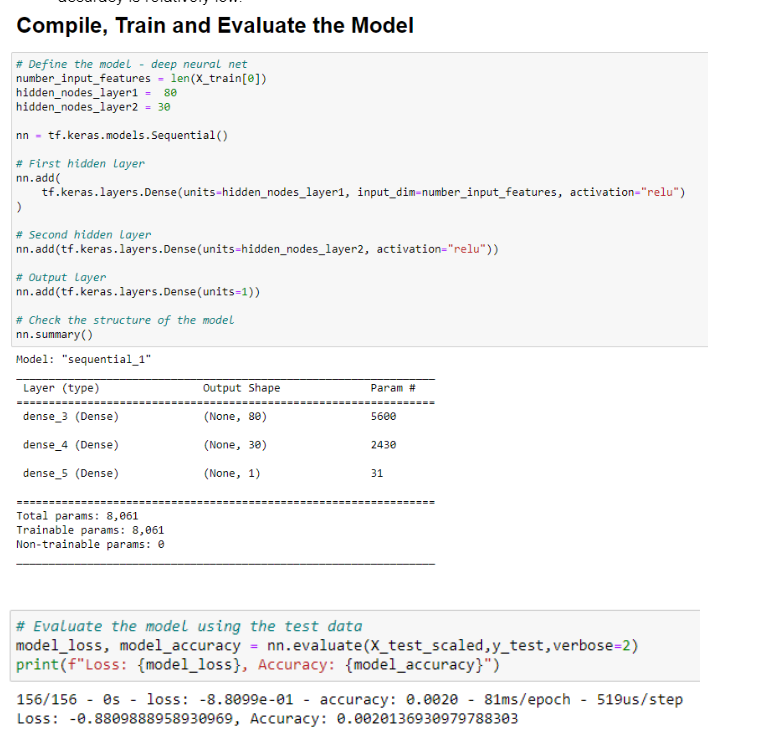 accuracy is relatively low.
Compile, Train and Evaluate the Model
# Define the model - deep neural net
number_input_features = len(X_train[0])
hidden_nodes_layer1 =  80
hidden_nodes_layer2 = 30
nn = tf.keras.models.Sequential()
# First hidden layer
nn.add(
    tf.keras.layers.Dense(units=hidden_nodes_layer1, input_dim=number_input_features, activation="relu")
)
# Second hidden layer
nn.add(tf.keras.layers.Dense(units=hidden_nodes_layer2, activation="relu"))
# Output layer
nn.add(tf.keras.layers.Dense(units=1))
# Check the structure of the model
nn.summary()
Model: "sequential_1"
Layer (type) Output Shape Param #
dense_3 (Dense) (None, 80) 5600
dense_4 (Dense) (None, 30) 2430
dense_5 (Dense) (None, 1) 31
Total params: 8,061
Trainable params: 8,061
Non-trainable params: 0
# Evaluate the model using the test data
model_loss, model_accuracy = nn.evaluate(X_test_scaled,y_test,verbose=2)
print(f"Loss: {model_loss}, Accuracy: {model_accuracy}")
156/156 - 0s - loss: -8.8099e-01 - accuracy: 0.0020 - 81ms/epoch - 519us/step
Loss: -0.8809888958930969, Accuracy: 0.0020136930979788303